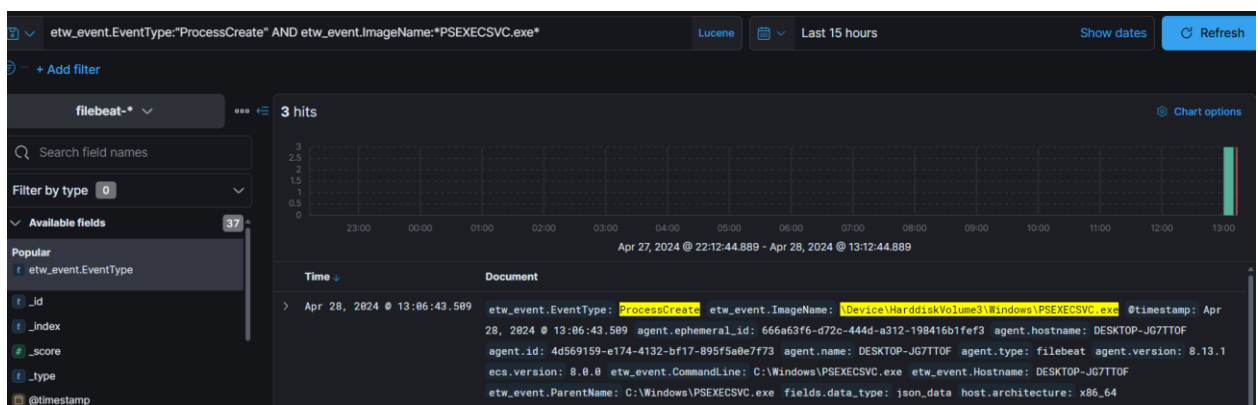 etw_event.EventType:"ProcessCreate" AND etw_event.ImageName:*PSEXECSVC.exe*
Lucene
Last 15 hours
Show dates
Refresh
+ Add filter
filebeat-*
3 hits
Chart options
Search field names
3
2.5
2
1.5
1
0.5
0
Filter by type 0
Available fields 37
23:00 00:00 01:00 02:00 03:00 04:00 05:00 06:00 07:00 08:00 09:00 10:00 11:00 12:00 13:00
Apr 27, 2024 @ 22:12:44.889 - Apr 28, 2024 @ 13:12:44.889
Popular
t etw_event.EventType
t _id
t _index
# _score
t _type
@timestamp
Time Document
Apr 28, 2024 @ 13:06:43.509 etw_event.EventType: ProcessCreate etw_event.ImageName: \Device\HarddiskVolume3\Windows\PSEXECSVC.exe @timestamp: Apr
28, 2024 @ 13:06:43.509 agent.ephemeral_id: 666a63f6-d72c-444d-a312-198416b1fef3 agent.hostname: DESKTOP-JG7TTOF
agent.id: 4d569159-e174-4132-bf17-895f5a0e7f73 agent.name: DESKTOP-JG7TTOF agent.type: filebeat agent.version: 8.13.1
ecs.version: 8.0.0 etw_event.CommandLine: C:\Windows\PSEXECSVC.exe etw_event.Hostname: DESKTOP-JG7TTOF
etw_event.ParentName: C:\Windows\PSEXECSVC.exe fields.data_type: json_data host.architecture: x86_64